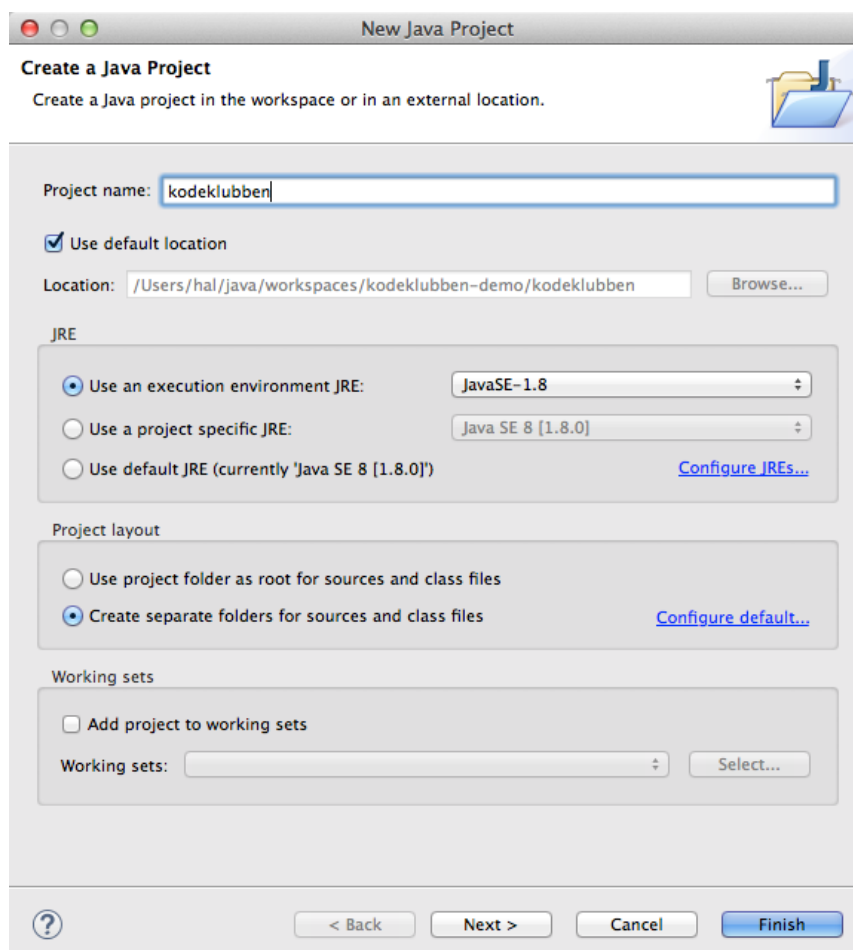 New Java Project
Create a Java Project
Create a Java project in the workspace or in an external location.
Project name: kodeklubben
Use default location
Location: /Users/hal/java/workspaces/kodeklubben-demo/kodeklubben Browse...
JRE
Use an execution environment JRE: JavaSE-1.8
Use a project specific JRE: Java SE 8 [1.8.0]
Use default JRE (currently 'Java SE 8 [1.8.0]') Configure JREs...
Project layout
Use project folder as root for sources and class files
Create separate folders for sources and class files Configure default...
Working sets
Add project to working sets
Working sets: Select...
? < Back Next > Cancel Finish